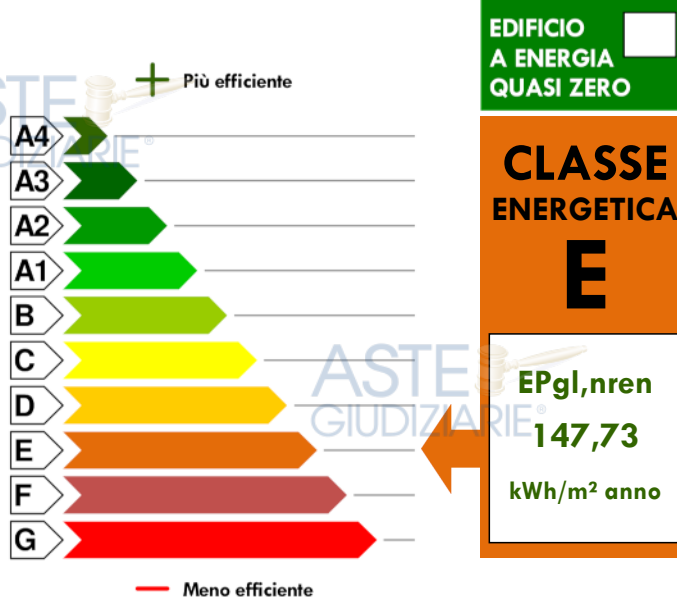 EDIFICIO
A ENERGIA
QUASI ZERO
Più efficiente
ASTE
GIUDIZIARIE®
A4
A3
A2
A1
B
C
D
E
F
G
CLASSE
ENERGETICA
E
ASTE
GIUDIZIARIE®
EPgl,nren
147,73
kWh/m² anno
Meno efficiente